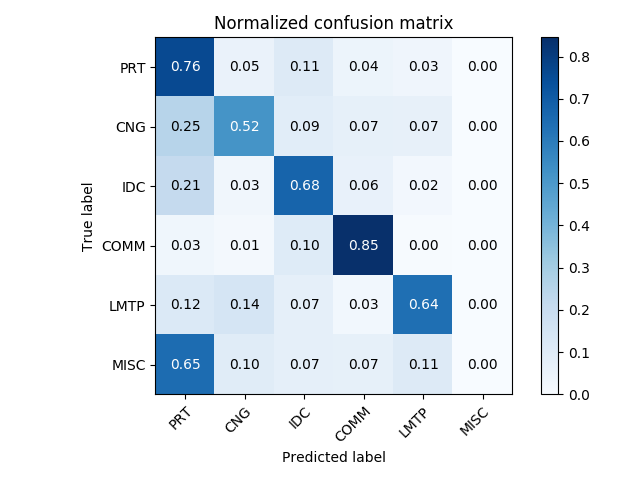 Normalized confusion matrix
PRT 0.76 0.05 0.11 0.04 0.03 0.00
CNG 0.25 0.52 0.09 0.07 0.07 0.00
IDC 0.21 0.03 0.68 0.06 0.02 0.00
COMM 0.03 0.01 0.10 0.85 0.00 0.00
LMTP 0.12 0.14 0.07 0.03 0.64 0.00
MISC 0.65 0.10 0.07 0.07 0.11 0.00
True label
PRT CNG IDC COMM LMTP MISC
Predicted label
0.8
0.7
0.6
0.5
0.4
0.3
0.2
0.1
0.0